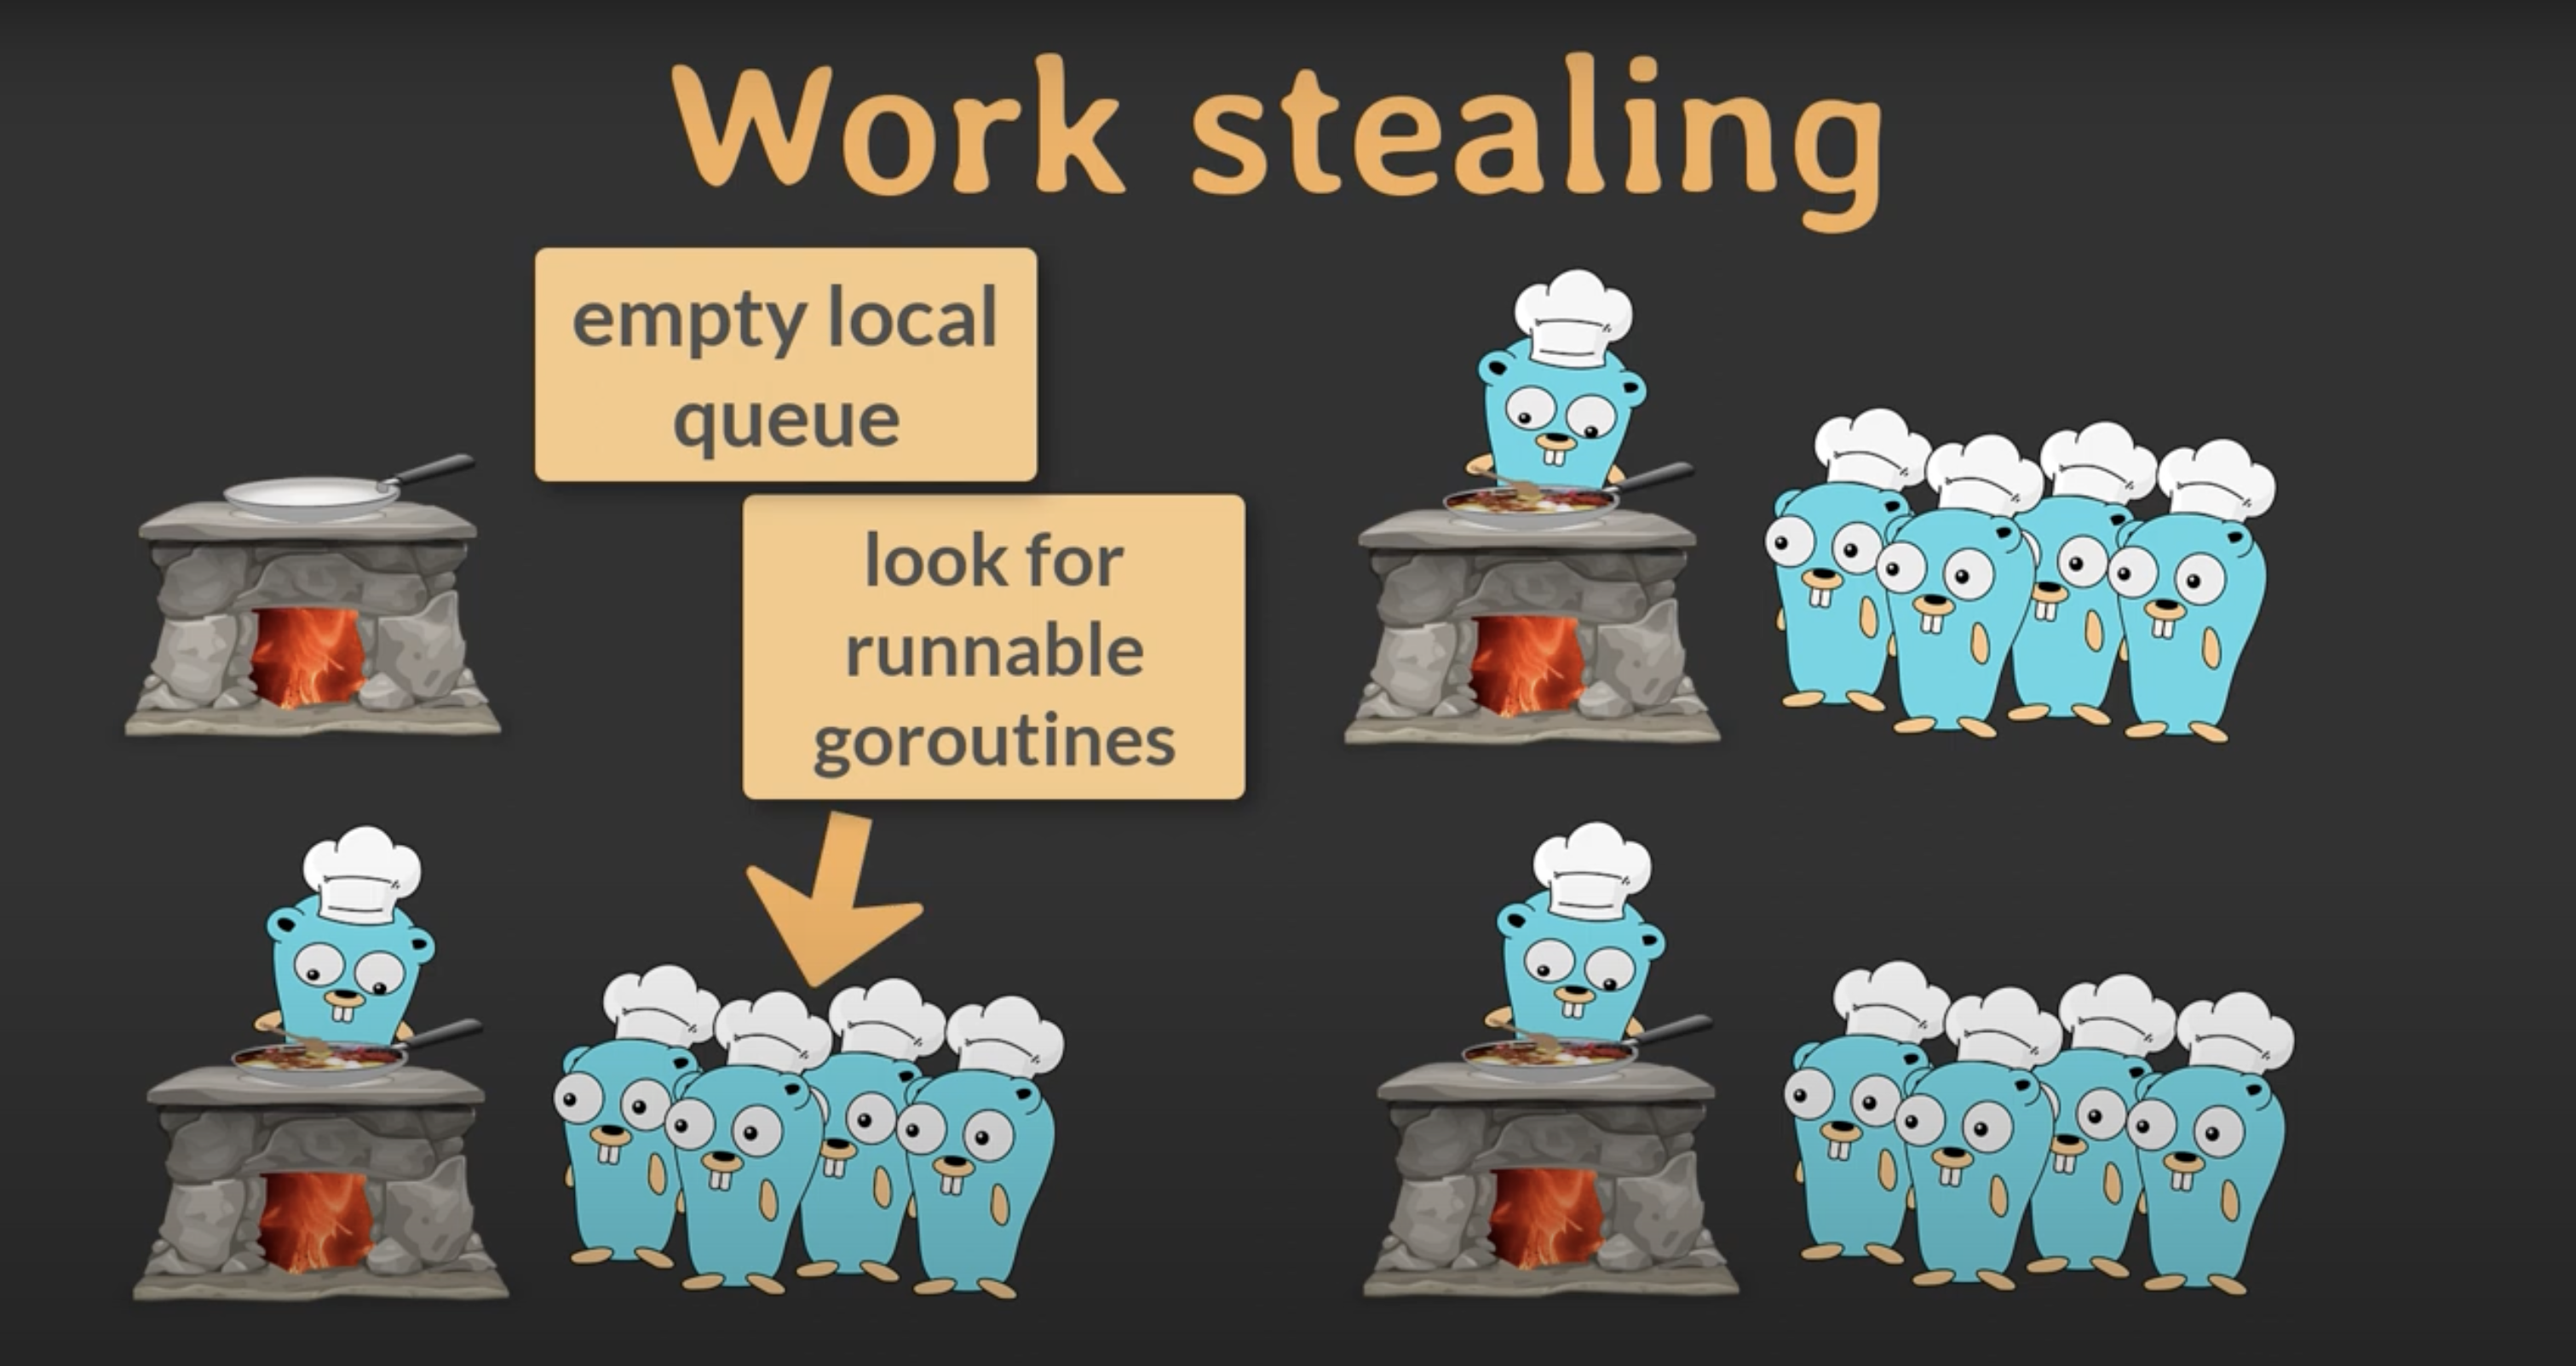 Work stealing
empty local
queue
look for
runnable
goroutines